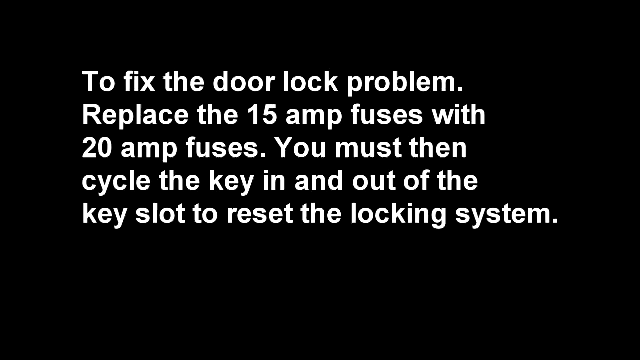 To fix the door lock problem.
Replace the 15 amp fuses with
20 amp fuses. You must then
cycle the key in and out of the
key slot to reset the locking system.